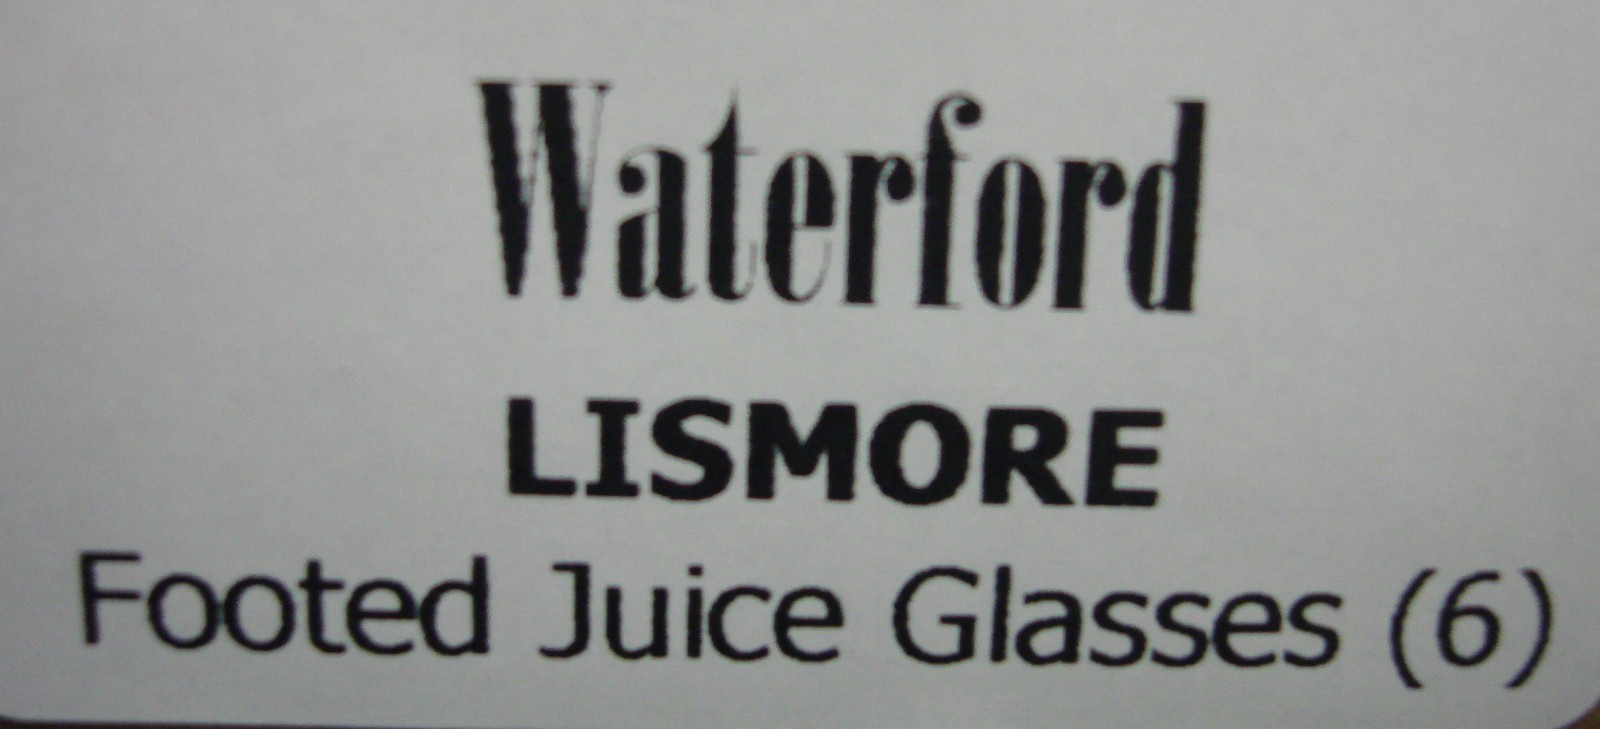 Waterford
LISMORE
Footed Juice Glasses (6)